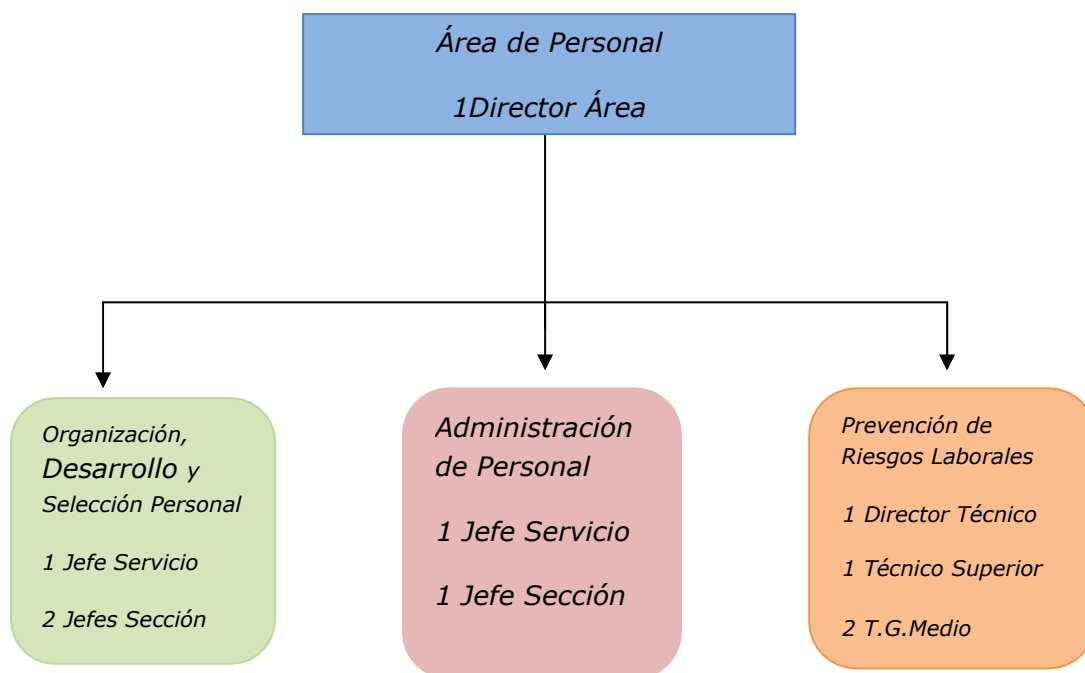 Área de Personal
1Director Área
Organización,
Desarrollo y
Selección Personal
1 Jefe Servicio
2 Jefes Sección
Administración
de Personal
1 Jefe Servicio
1 Jefe Sección
Prevención de
Riesgos Laborales
1 Director Técnico
1 Técnico Superior
2 T.G.Medio